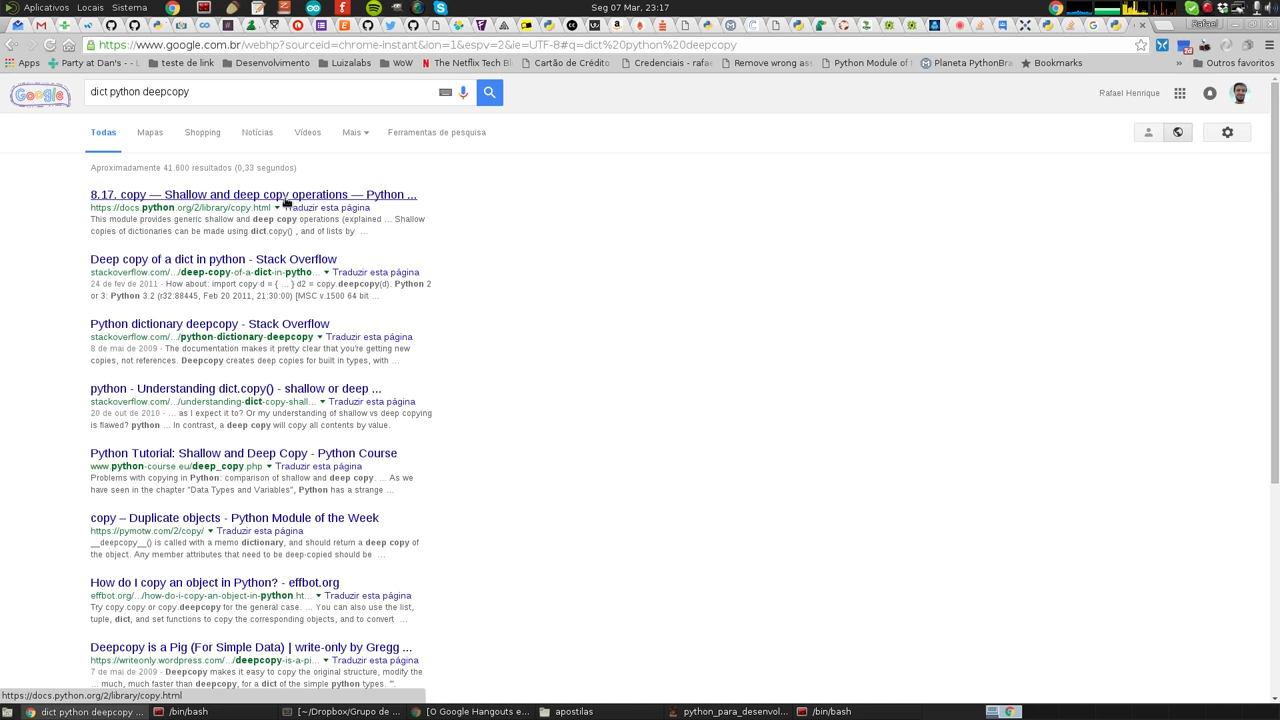 Aplicativos Locais Sistema
Seg 07 Mar, 23:17
Rafael
https://www.google.com.br/webhp?sourceid=chrome-instant&ion=1&espv=2&ie=UTF-8#q=dict%20python%20deepcopy
Apps Party at Dan's - D... teste de link Desenvolvimento Luizalabs WoW The Netflix Tech Bl Cartão de Crédito Credenciais - rafae Remove wrong ass Python Module of Planeta PythonBra Bookmarks Outros favoritos
Google
dict python deepcopy
Rafael Henrique
Todas Mapas Shopping Notícias Vídeos Mais Ferramentas de pesquisa
Aproximadamente 41.600 resultados (0,33 segundos)
8.17. copy — Shallow and deep copy operations — Python ...
https://docs.python.org/2/library/copy.html Traduzir esta página
This module provides generic shallow and deep copy operations (explained ... Shallow
copies of dictionaries can be made using dict.copy() , and of lists by ...
Deep copy of a dict in python - Stack Overflow
stackoverflow.com/.../deep-copy-of-a-dict-in-pytho... Traduzir esta página
24 de fev de 2011 - How about: import copy d = { ... } d2 = copy.deepcopy(d). Python 2
or 3: Python 3.2 (r32:88445, Feb 20 2011, 21:30:00) [MSC v.1500 64 bit ...
Python dictionary deepcopy - Stack Overflow
stackoverflow.com/.../python-dictionary-deepcopy Traduzir esta página
8 de mai de 2009 - The documentation makes it pretty clear that you're getting new
copies, not references. Deepcopy creates deep copies for built in types, with ...
python - Understanding dict.copy() - shallow or deep ...
stackoverflow.com/.../understanding-dict-copy-shall... Traduzir esta página
20 de out de 2010 - ... as I expect it to? Or my understanding of shallow vs deep copying
is flawed? python ... In contrast, a deep copy will copy all contents by value.
Python Tutorial: Shallow and Deep Copy - Python Course
www.python-course.eu/deep_copy.php Traduzir esta página
Problems with copying in Python: comparison of shallow and deep copy. ... As we
have seen in the chapter "Data Types and Variables", Python has a strange ...
copy – Duplicate objects - Python Module of the Week
https://pymotw.com/2/copy/ Traduzir esta página
__deepcopy__() is called with a memo dictionary, and should return a deep copy of
the object. Any member attributes that need to be deep-copied should be ...
How do I copy an object in Python? - effbot.org
effbot.org/.../how-do-i-copy-an-object-in-python.ht... Traduzir esta página
Try copy.copy or copy.deepcopy for the general case. ... You can also use the list,
tuple, dict, and set functions to copy the corresponding objects, and to convert ...
Deepcopy is a Pig (For Simple Data) | write-only by Gregg ...
https://writeonly.wordpress.com/.../deepcopy-is-a-pi... Traduzir esta página
7 de mai de 2009 - Deepcopy makes it easy to copy the original structure, modify the
... much, much faster than deepcopy, for a dict of the simple python types. "'.
https://docs.python.org/2/library/copy.html
dict python deepcopy ... /bin/bash [~/Dropbox/Grupo de ... [O Google Hangouts e... apostilas python_para_desenvol... /bin/bash